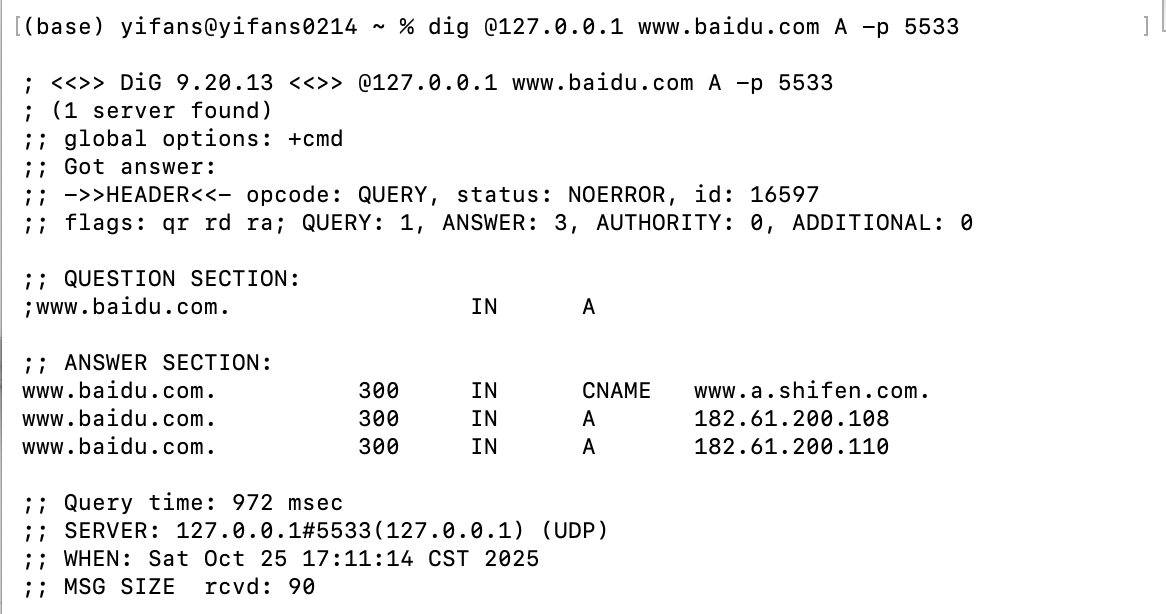 [(base) yifans@yifans0214 ~ % dig @127.0.0.1 www.baidu.com A -p 5533 ]
; <<>> DiG 9.20.13 <<>> @127.0.0.1 www.baidu.com A -p 5533
; (1 server found)
;; global options: +cmd
;; Got answer:
;; ->>HEADER<<- opcode: QUERY, status: NOERROR, id: 16597
;; flags: qr rd ra; QUERY: 1, ANSWER: 3, AUTHORITY: 0, ADDITIONAL: 0
;; QUESTION SECTION:
;www.baidu.com. IN A
;; ANSWER SECTION:
www.baidu.com. 300 IN CNAME www.a.shifen.com.
www.baidu.com. 300 IN A 182.61.200.108
www.baidu.com. 300 IN A 182.61.200.110
;; Query time: 972 msec
;; SERVER: 127.0.0.1#5533(127.0.0.1) (UDP)
;; WHEN: Sat Oct 25 17:11:14 CST 2025
;; MSG SIZE rcvd: 90